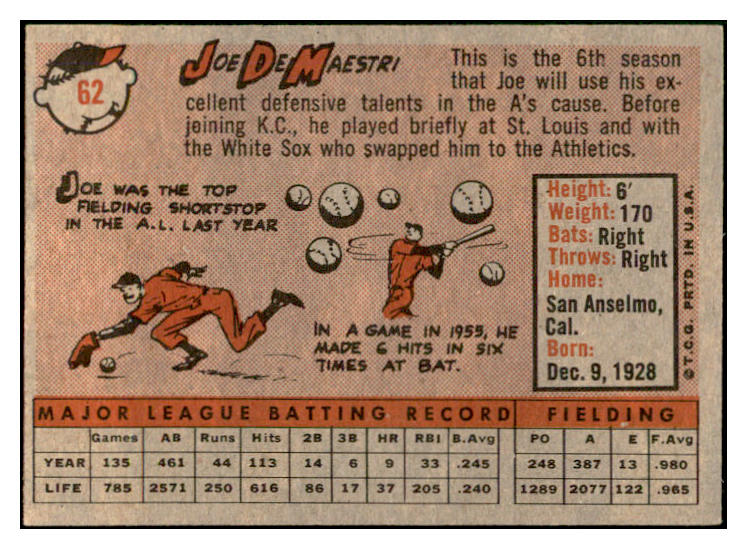 62
JOE DEMAESTRI
This is the 6th season
that Joe will use his ex-
cellent defensive talents in the A's cause. Before
joining K.C., he played briefly at St. Louis and with
the White Sox who swapped him to the Athletics.
JOE WAS THE TOP
FIELDING SHORTSTOP
IN THE A.L. LAST YEAR
IN A GAME IN 1955, HE
MADE 6 HITS IN SIX
TIMES AT BAT.
Height: 6'
Weight: 170
Bats: Right
Throws: Right
Home:
San Anselmo,
Cal.
Born:
Dec. 9, 1928
© T.C.G. PRTD. IN U.S.A.
MAJOR LEAGUE BATTING RECORD FIELDING
Games AB Runs Hits 2B 3B HR RBI B.Avg PO A E F.Avg
YEAR 135 461 44 113 14 6 9 33 .245 248 387 13 .980
LIFE 785 2571 250 616 86 17 37 205 .240 1289 2077 122 .965